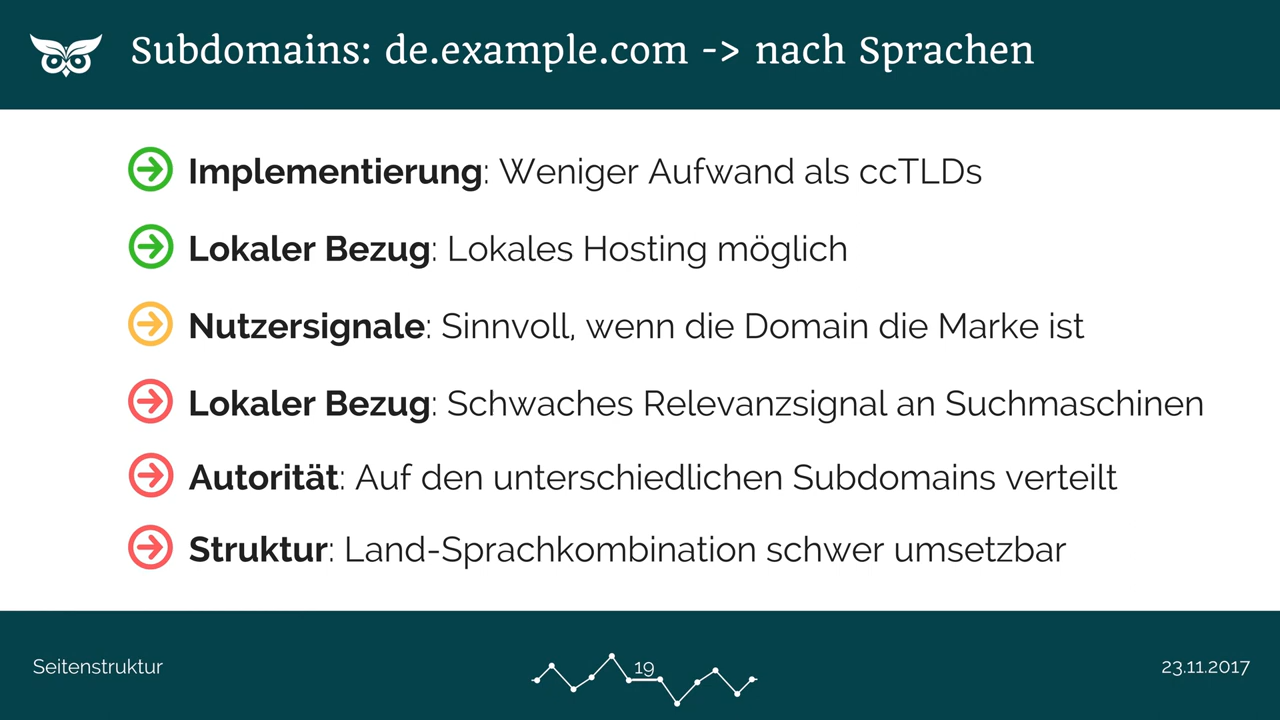 Subdomains: de.example.com -> nach Sprachen
Implementierung: Weniger Aufwand als ccTLDs
Lokaler Bezug: Lokales Hosting möglich
Nutzersignale: Sinnvoll, wenn die Domain die Marke ist
Lokaler Bezug: Schwaches Relevanzsignal an Suchmaschinen
Autorität: Auf den unterschiedlichen Subdomains verteilt
Struktur: Land-Sprachkombination schwer umsetzbar
Seitenstruktur
19
23.11.2017